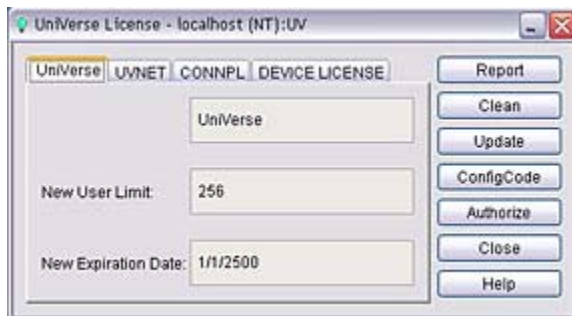 UniVerse License - localhost (NT):UV
UniVerse UVNET CONNPL DEVICE LICENSE
UniVerse
New User Limit: 256
New Expiration Date: 1/1/2500
Report
Clean
Update
ConfigCode
Authorize
Close
Help